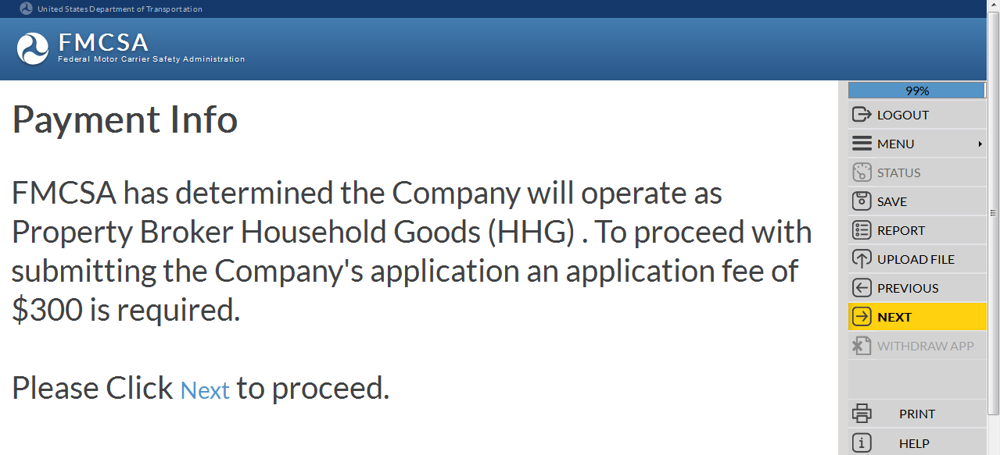 United States Department of Transportation
FMCSA
Federal Motor Carrier Safety Administration
Payment Info
FMCSA has determined the Company will operate as
Property Broker Household Goods (HHG) . To proceed with
submitting the Company's application an application fee of
$300 is required.
Please Click Next to proceed.
99%
LOGOUT
MENU
STATUS
SAVE
REPORT
UPLOAD FILE
PREVIOUS
NEXT
WITHDRAW APP
PRINT
HELP